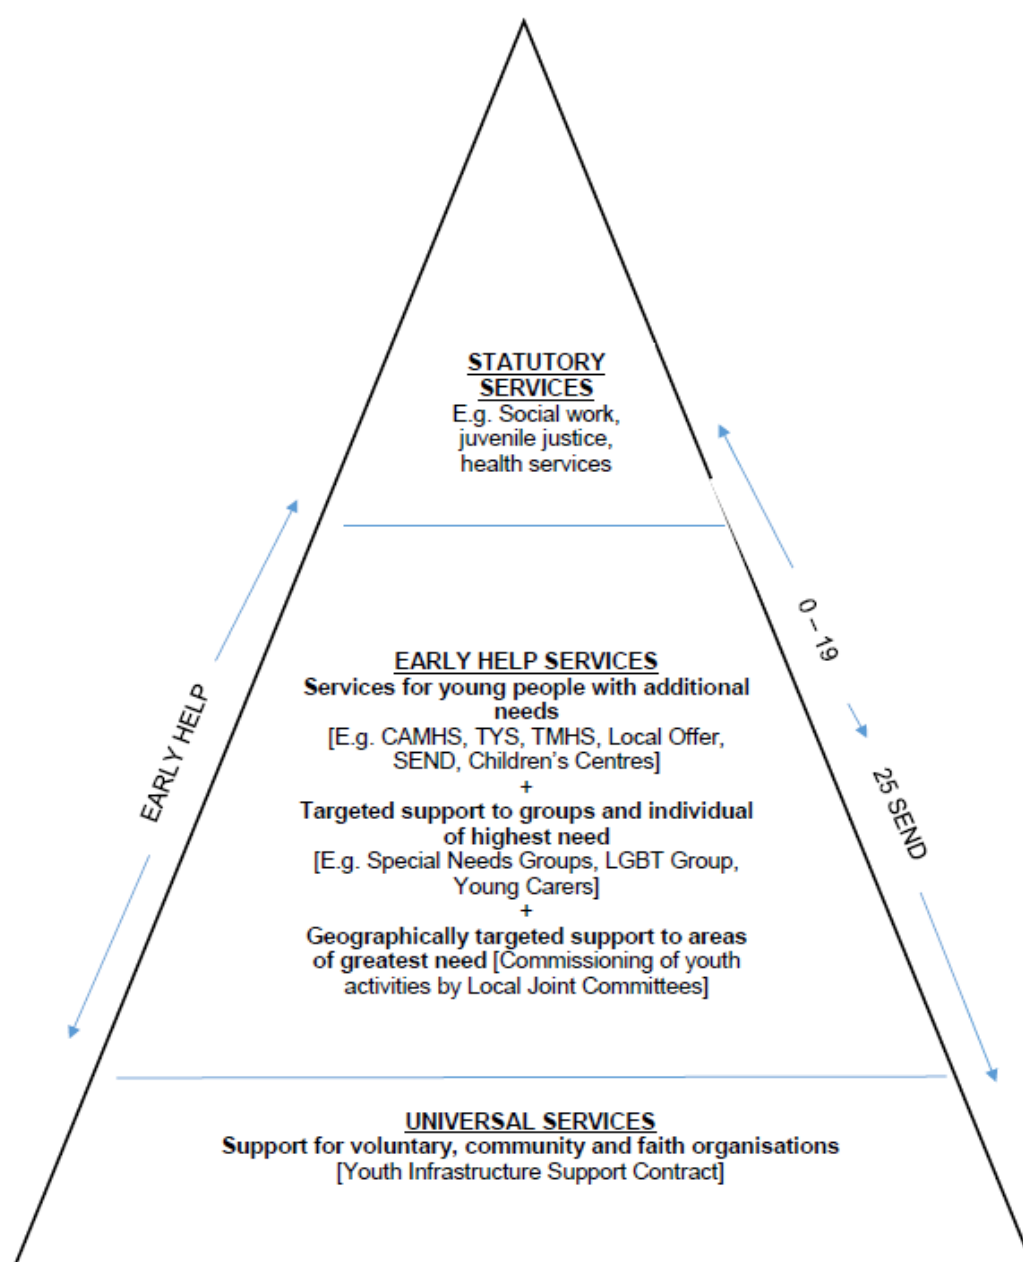 STATUTORY
SERVICES
E.g. Social work,
juvenile justice,
health services
EARLY HELP
0 – 19
25 SEND
EARLY HELP SERVICES
Services for young people with additional
needs
[E.g. CAMHS, TYS, TMHS, Local Offer,
SEND, Children's Centres]
+
Targeted support to groups and individual
of highest need
[E.g. Special Needs Groups, LGBT Group,
Young Carers]
+
Geographically targeted support to areas
of greatest need [Commissioning of youth
activities by Local Joint Committees]
UNIVERSAL SERVICES
Support for voluntary, community and faith organisations
[Youth Infrastructure Support Contract]